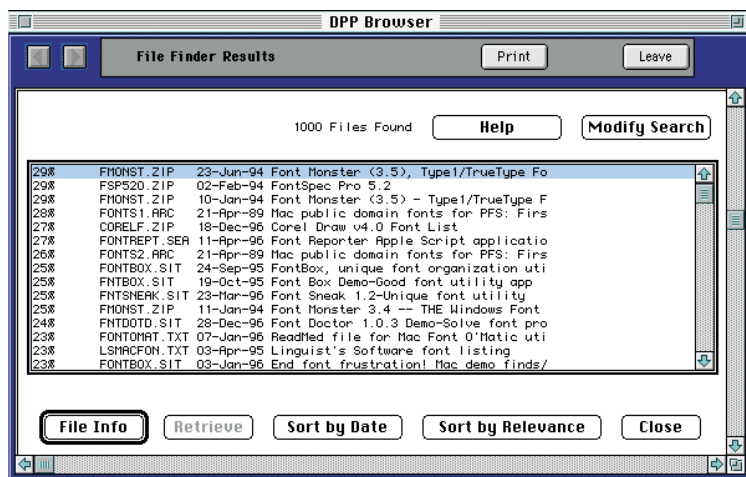 DPP Browser
File Finder Results Print Leave
1000 Files Found Help Modify Search
29% FMONST.ZIP 23-Jun-94 Font Monster (3.5), Type1/TrueType Fo
29% FSP520.ZIP 02-Feb-94 FontSpec Pro 5.2
29% FMONST.ZIP 10-Jan-94 Font Monster (3.5) - Type1/TrueType F
28% FONTS1.ARC 21-Apr-89 Mac public domain fonts for PFS: Firs
27% CORELF.ZIP 18-Dec-96 Corel Draw v4.0 Font List
27% FONTREPT.SEA 11-Apr-96 Font Reporter Apple Script applicatio
26% FONTS2.ARC 21-Apr-89 Mac public domain fonts for PFS: Firs
25% FONTBOX.SIT 24-Sep-95 FontBox, unique font organization uti
25% FNTBOX.SIT 19-Oct-95 Font Box Demo-Good font utility app
25% FNTSNEAK.SIT 23-Mar-96 Font Sneak 1.2-Unique font utility
25% FMONST.ZIP 11-Jan-94 Font Monster 3.4 -- THE Windows Font
24% FNTDOTD.SIT 28-Dec-96 Font Doctor 1.0.3 Demo-Solve font pro
23% FONTOMAT.TXT 07-Jan-96 ReadMed file for Mac Font O'Matic uti
23% LSMACFON.TXT 03-Apr-95 Linguist's Software font listing
23% FONTBOX.SIT 03-Jan-96 End font frustration! Mac demo finds/
File Info Retrieve Sort by Date Sort by Relevance Close